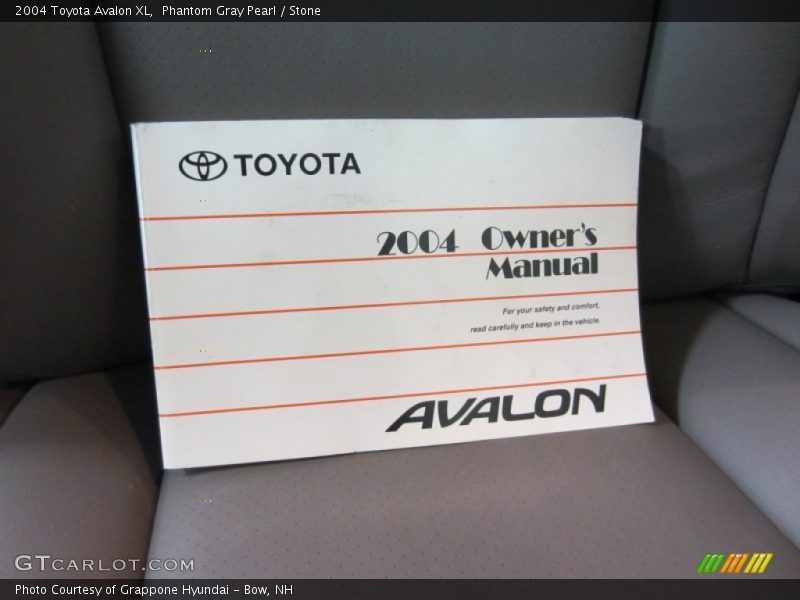 2004 Toyota Avalon XL,  Phantom Gray Pearl / Stone
TOYOTA
2004 Owner's
Manual
For your safety and comfort,
read carefully and keep in the vehicle.
AVALON
GTCARLOT.COM
Photo Courtesy of Grappone Hyundai - Bow, NH